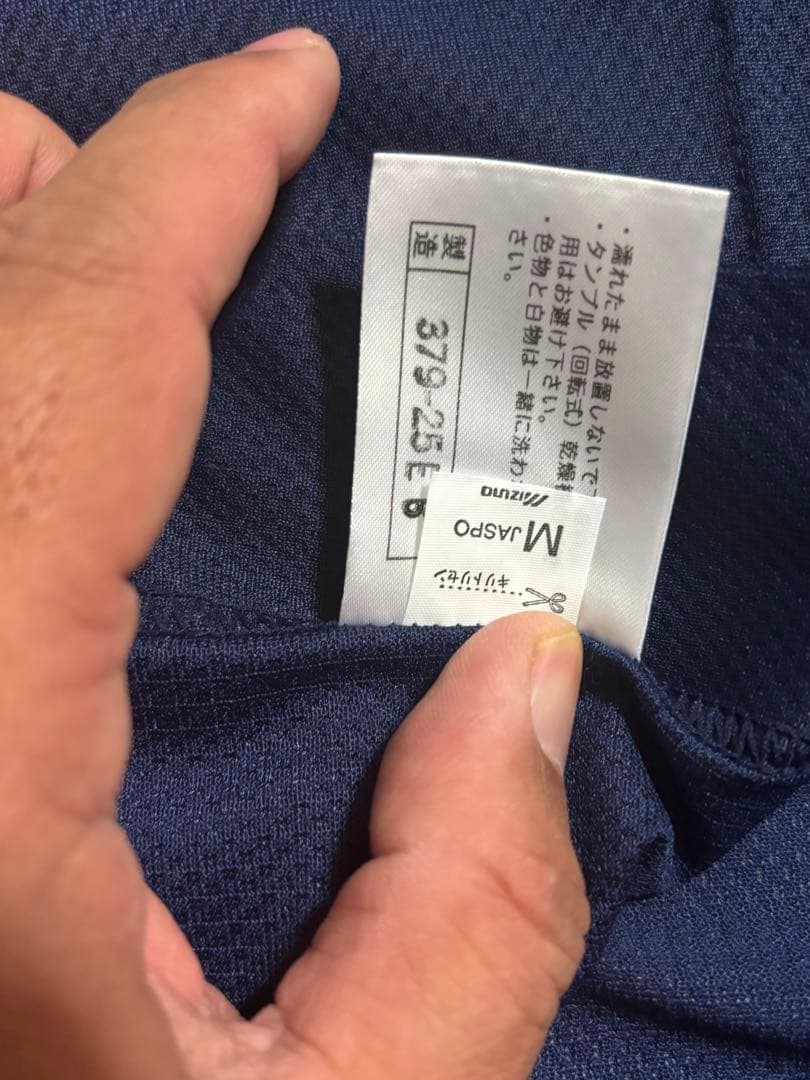 ・濡れたまま放置しないで
・タンブル（回転式）乾燥
用はお避け下さい。
・色物と白物は一緒に洗わ
さい。
製造
379-25E
Mizuno
M JASPO
キリトリセン